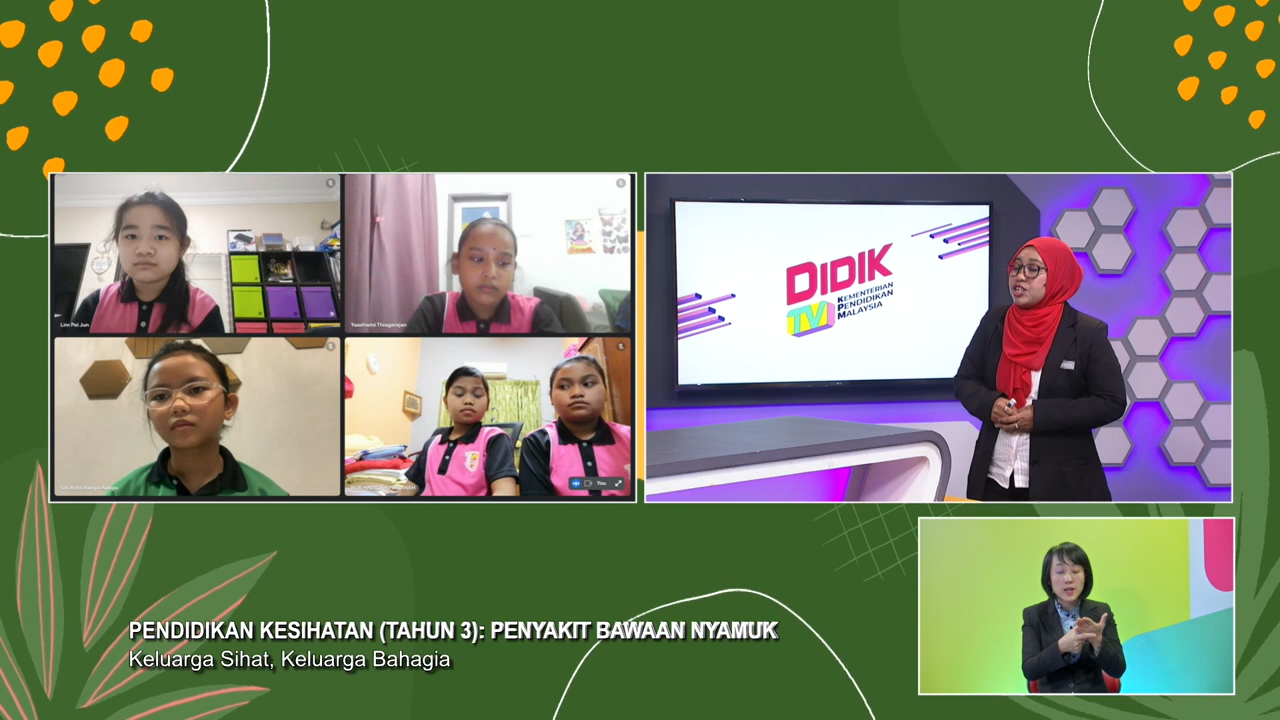 Lim Pei Jun
Yaashwini Thiagarajan
You
DIDIK
TV
KEMENTERIAN
PENDIDIKAN
MALAYSIA
PENDIDIKAN KESIHATAN (TAHUN 3): PENYAKIT BAWAAN NYAMUK
Keluarga Sihat, Keluarga Bahagia